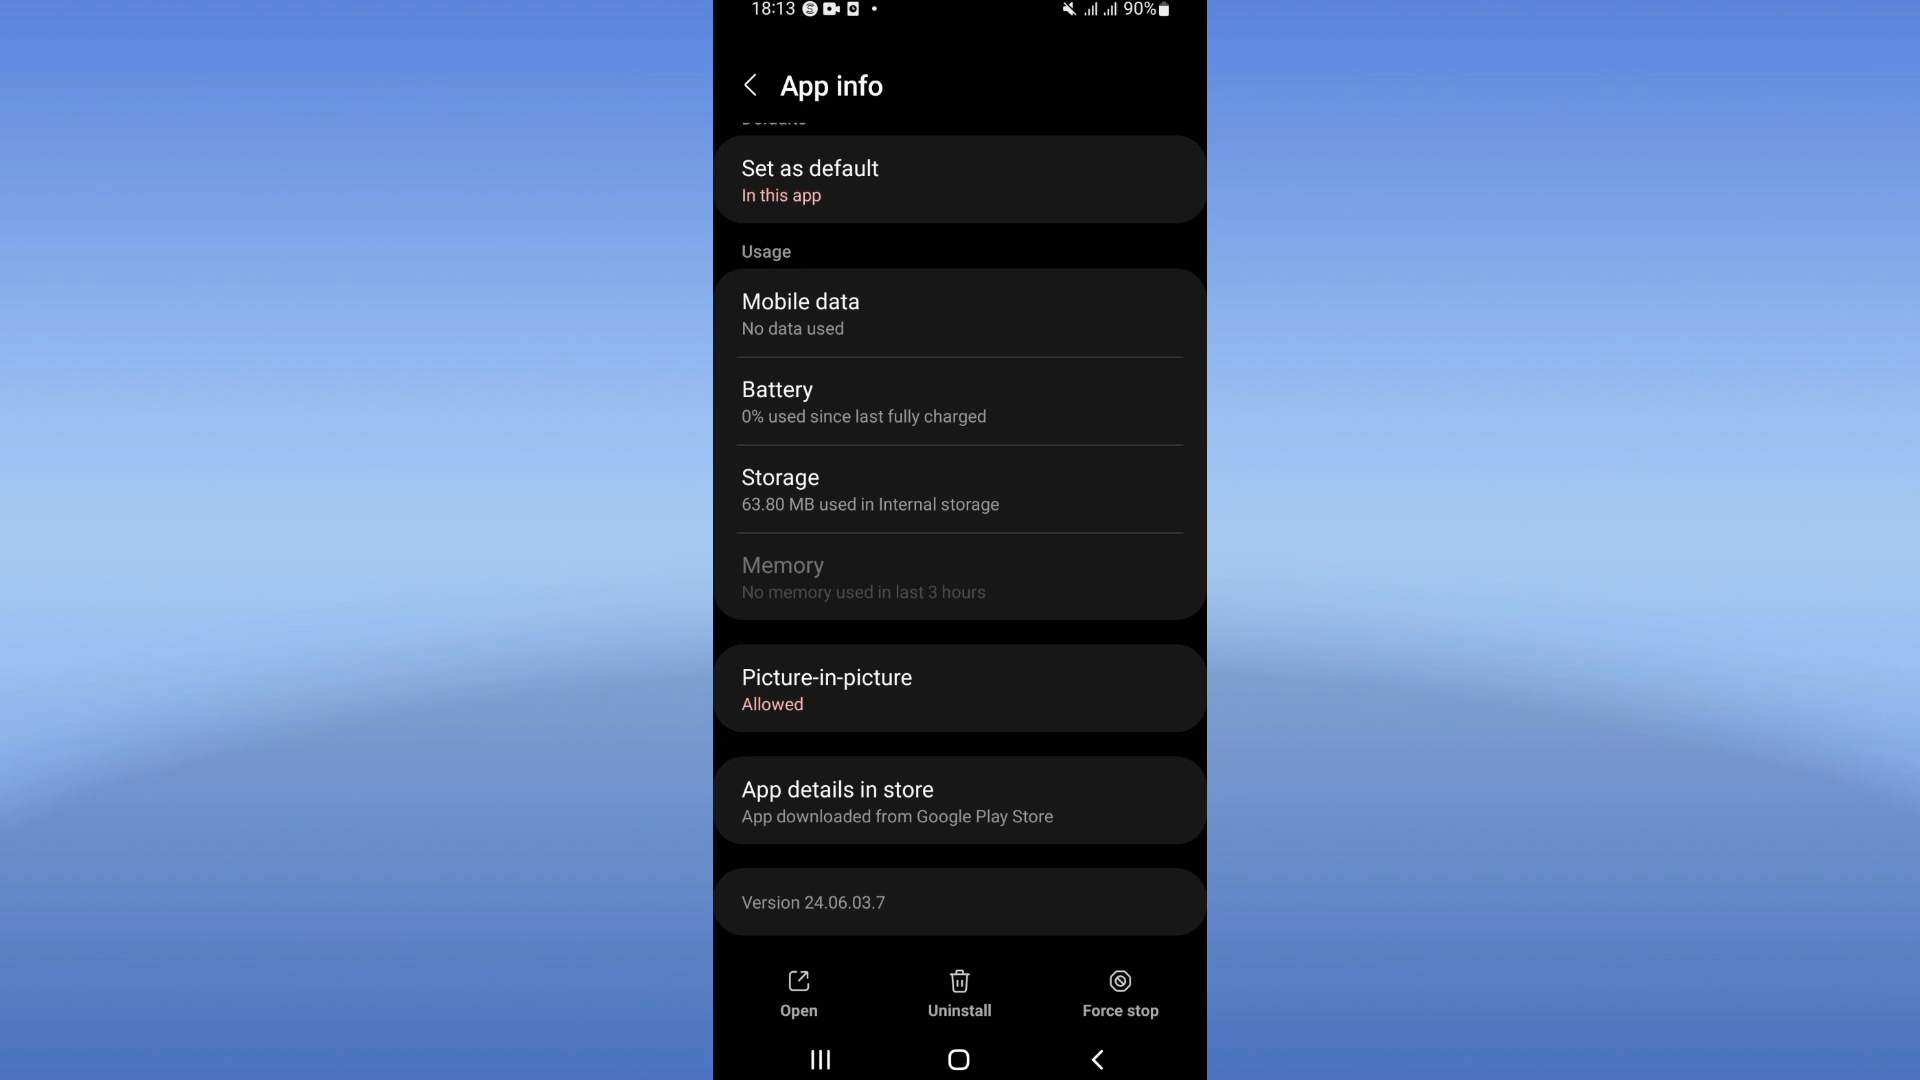 18:13
90%
App info
Defaults
Set as default
In this app
Usage
Mobile data
No data used
Battery
0% used since last fully charged
Storage
63.80 MB used in Internal storage
Memory
No memory used in last 3 hours
Picture-in-picture
Allowed
App details in store
App downloaded from Google Play Store
Version 24.06.03.7
Open
Uninstall
Force stop